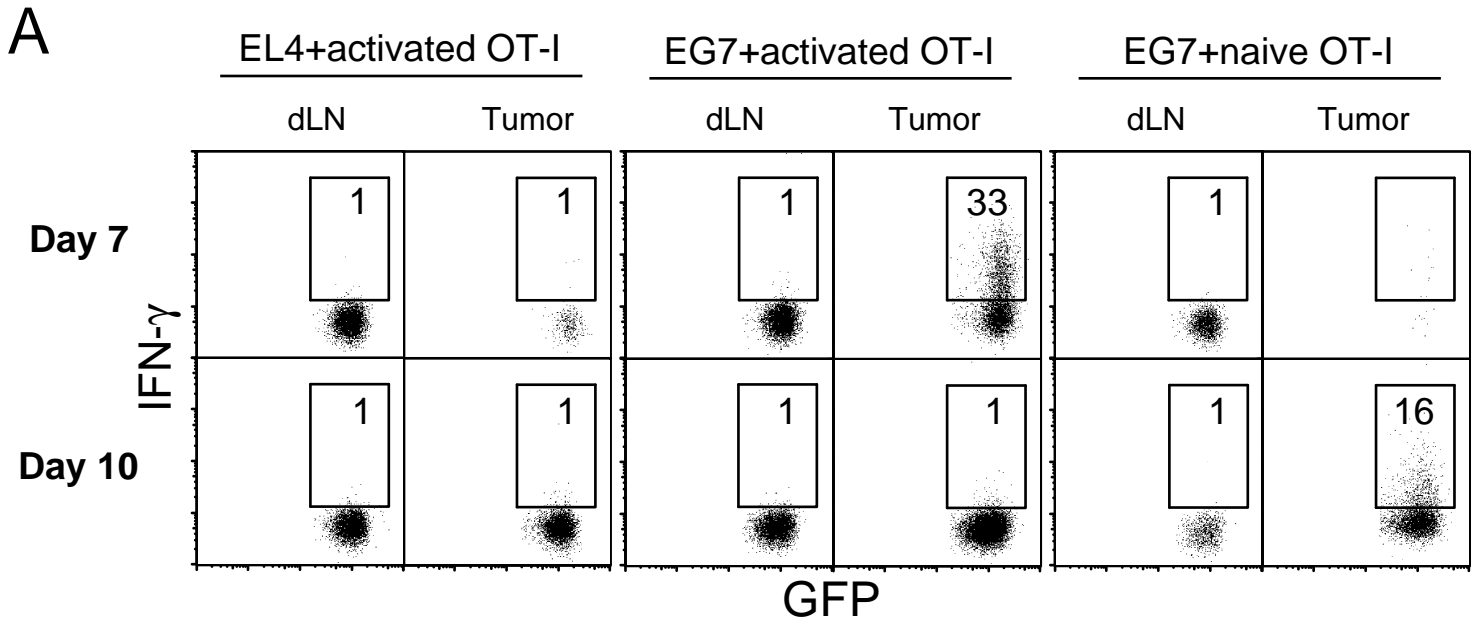 A
EL4+activated OT-I
EG7+activated OT-I
EG7+naive OT-I
dLN
Tumor
dLN
Tumor
dLN
Tumor
Day 7
1
1
1
33
1
Day 10
1
1
1
1
1
16
IFN-γ
GFP